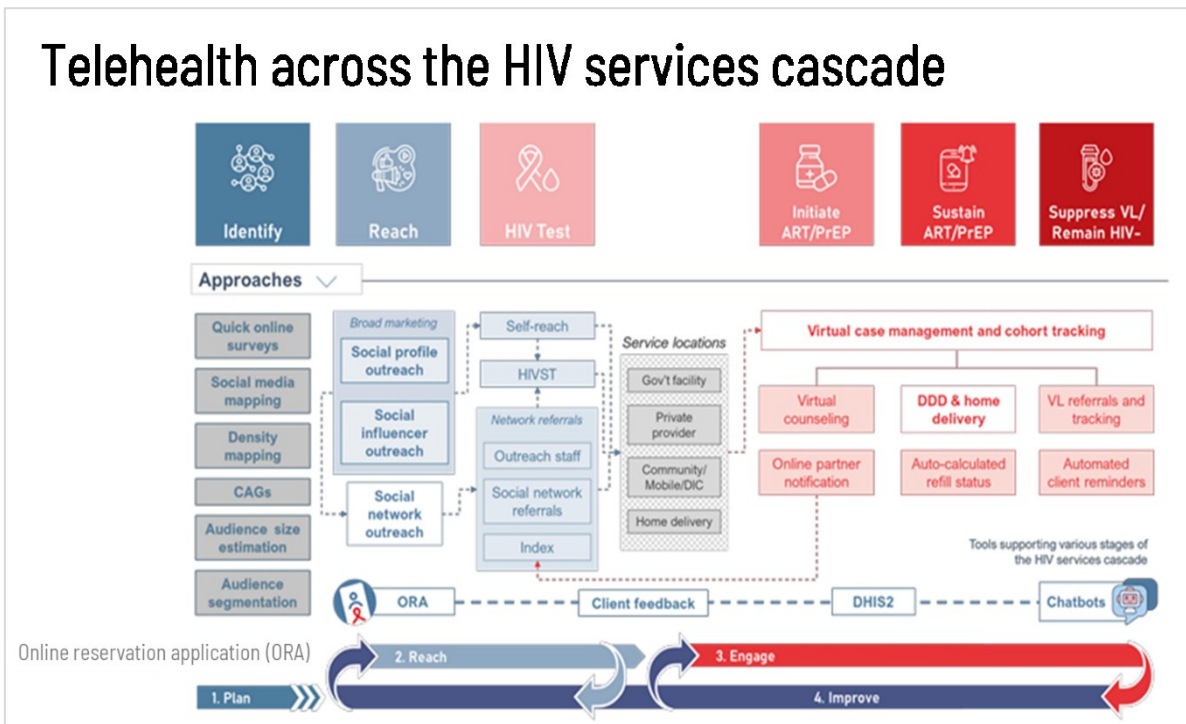 Telehealth across the HIV services cascade
Identify
Reach
HIV Test
Initiate
ART/PrEP
Sustain
ART/PrEP
Suppress VL/
Remain HIV-
Approaches
Quick online
surveys
Social media
mapping
Density
mapping
CAGs
Audience size
estimation
Audience
segmentation
Broad marketing
Social profile
outreach
Social
influencer
outreach
Social
network
outreach
Self-reach
HIVST
Network referrals
Outreach staff
Social network
referrals
Index
Service locations
Gov't facility
Private
provider
Community/
Mobile/DIC
Home delivery
Virtual case management and cohort tracking
Virtual
counseling
DDD & home
delivery
VL referrals and
tracking
Online partner
notification
Auto-calculated
refill status
Automated
client reminders
Tools supporting various stages of
the HIV services cascade
ORA
Client feedback
DHIS2
Chatbots
Online reservation application (ORA)
2. Reach
3. Engage
1. Plan
4. Improve